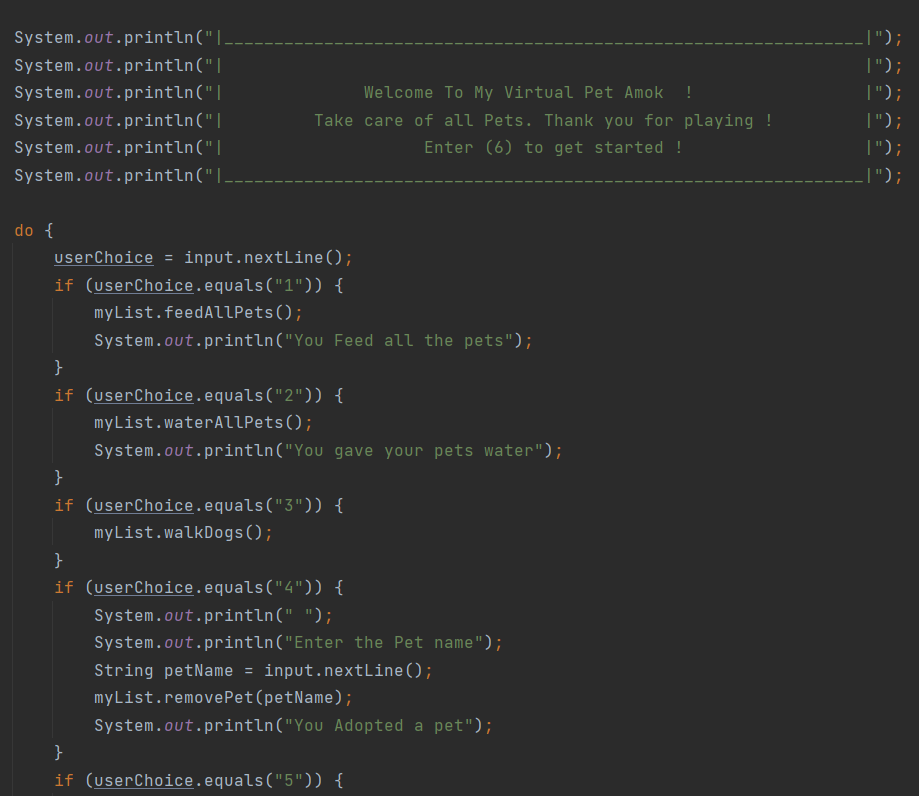 System.out.println("|________________________________________________________________|");
System.out.println("|                                                                |");
System.out.println("|              Welcome To My Virtual Pet Amok  !                 |");
System.out.println("|         Take care of all Pets. Thank you for playing !         |");
System.out.println("|                    Enter (6) to get started !                  |");
System.out.println("|________________________________________________________________|");
do {
    userChoice = input.nextLine();
    if (userChoice.equals("1")) {
        myList.feedAllPets();
        System.out.println("You Feed all the pets");
    }
    if (userChoice.equals("2")) {
        myList.waterAllPets();
        System.out.println("You gave your pets water");
    }
    if (userChoice.equals("3")) {
        myList.walkDogs();
    }
    if (userChoice.equals("4")) {
        System.out.println(" ");
        System.out.println("Enter the Pet name");
        String petName = input.nextLine();
        myList.removePet(petName);
        System.out.println("You Adopted a pet");
    }
    if (userChoice.equals("5")) {